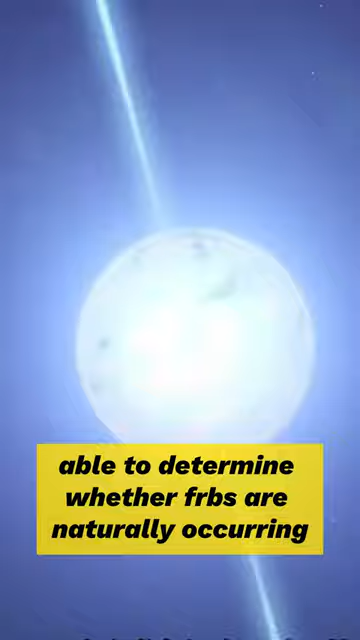 able to determine
whether frbs are
naturally occurring